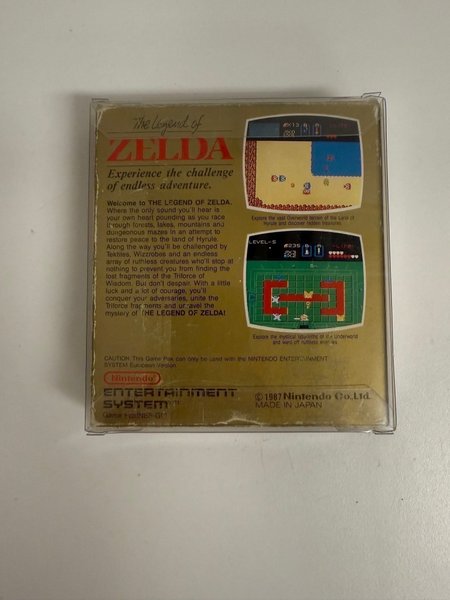 The Legend of
ZELDA
Experience the challenge
of endless adventure.
Welcome to THE LEGEND OF ZELDA.
Where the only sound you'll hear is
your own heart pounding as you race
through forests, lakes, mountains and
dungeonous mazes in an attempt to
restore peace to the land of Hyrule.
Along the way you'll be challenged by
Tektites, Wizzrobes and an endless
array of ruthless creatures who'll stop at
nothing to prevent you from finding the
lost fragments of the Triforce of
Wisdom. But don't despair. With a little
luck and a lot of courage, you'll
conquer your adversaries, unite the
Triforce fragments and unravel the
mystery of THE LEGEND OF ZELDA!
Explore the vast Overworld terrain of the Land of
Hyrule and discover hidden treasures.
LEVEL-5
Explore the mystical labyrinths of the Underworld
and ward off ruthless enemies
CAUTION: This Game Pak can only be used with the NINTENDO ENTERTAINMENT
SYSTEM European Version.
Nintendo
ENTERTAINMENT
SYSTEM
© 1987 Nintendo Co., Ltd.
MADE IN JAPAN